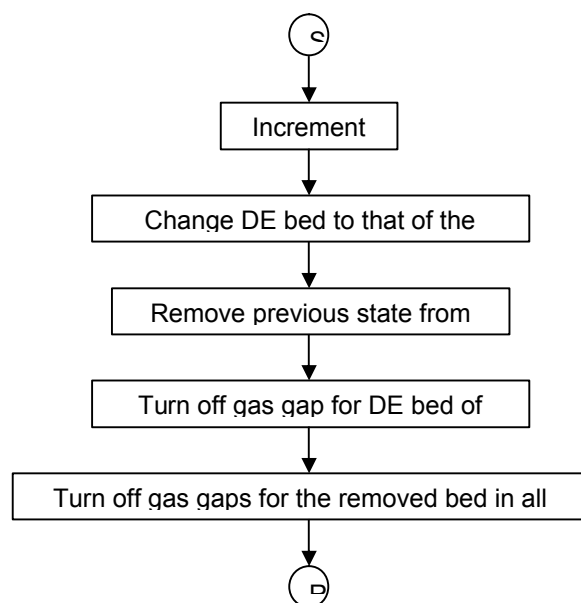 Increment
Change DE bed to that of the
Remove previous state from
Turn off gas gap for DE bed of
Turn off gas gaps for the removed bed in all